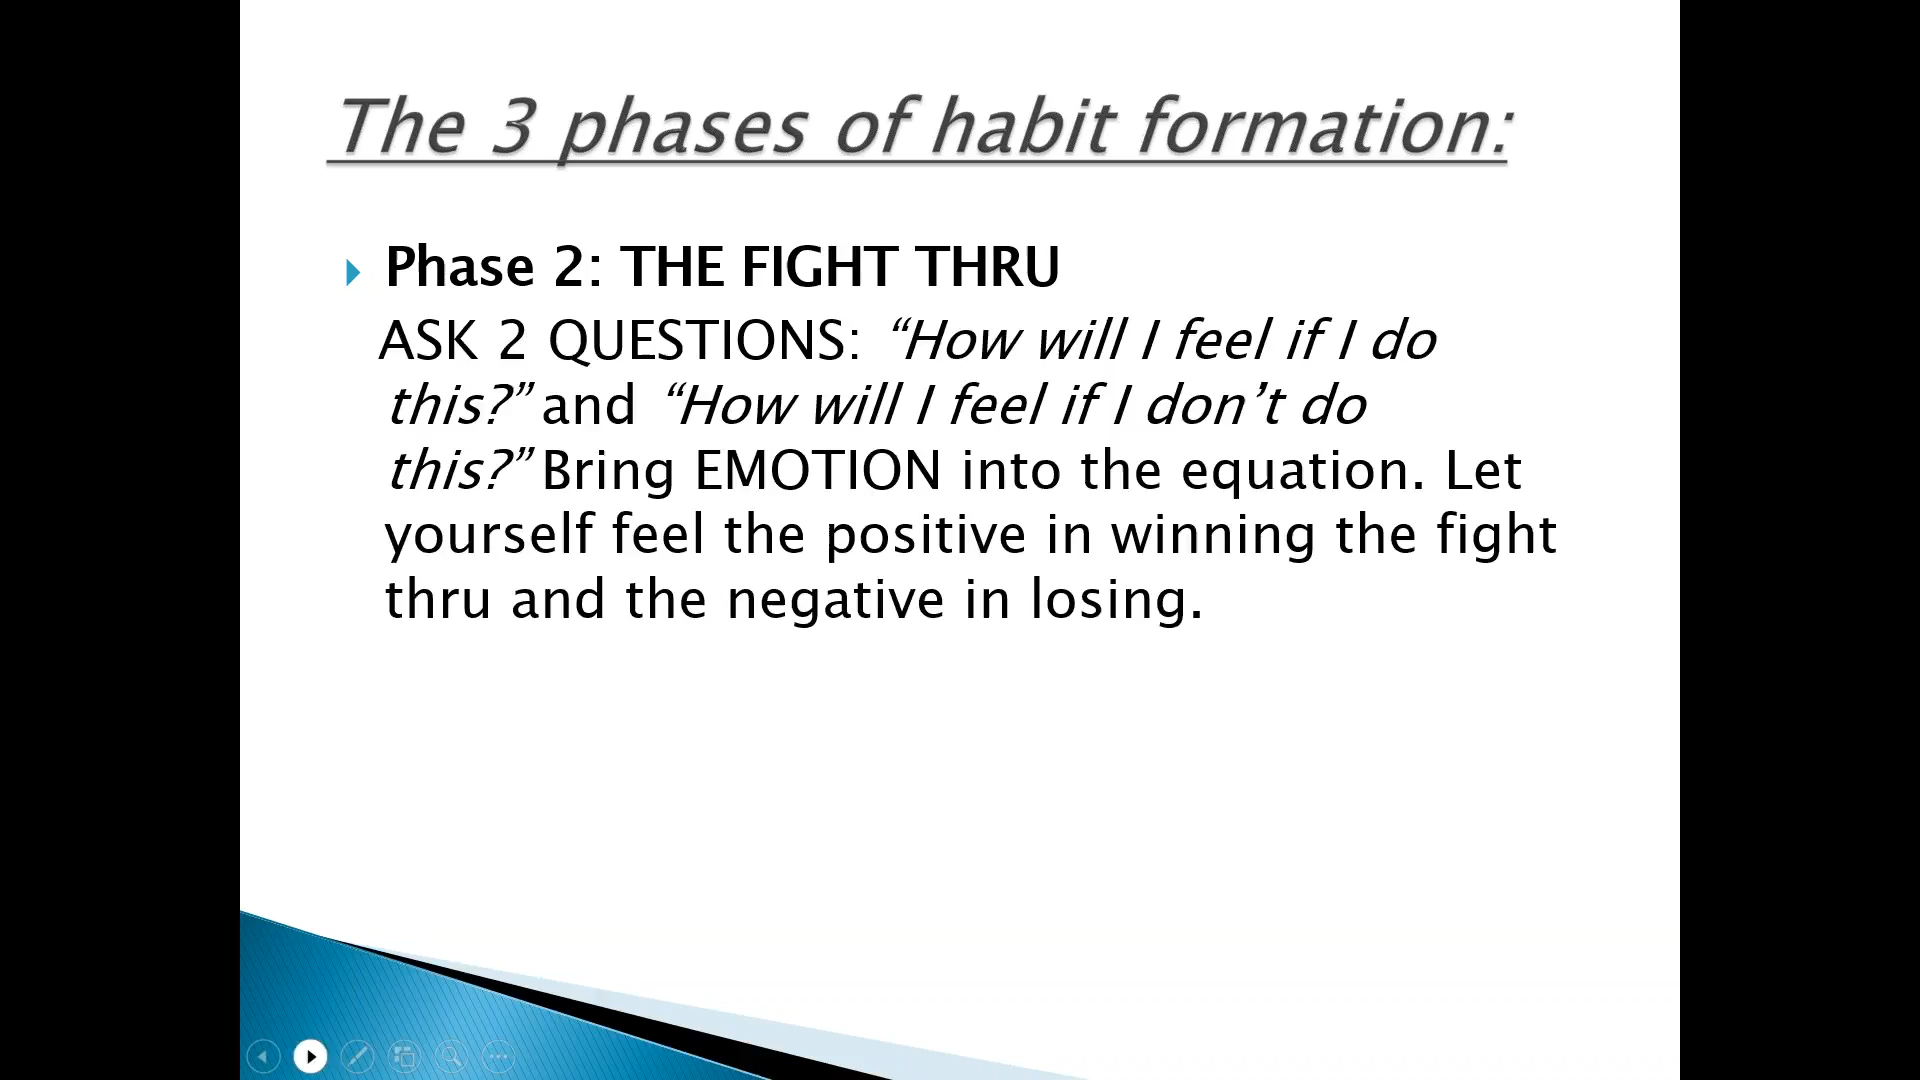 The 3 phases of habit formation:
Phase 2: THE FIGHT THRU
ASK 2 QUESTIONS: “How will I feel if I do
this?” and “How will I feel if I don’t do
this?” Bring EMOTION into the equation. Let
yourself feel the positive in winning the fight
thru and the negative in losing.